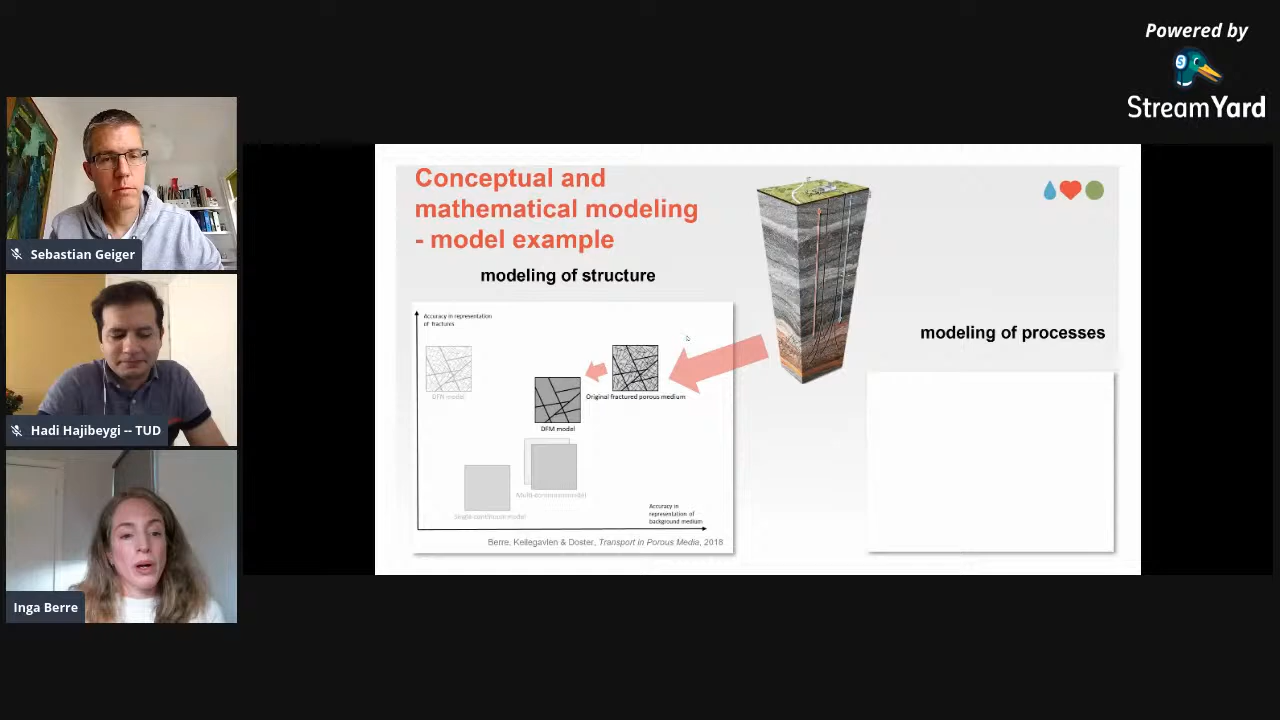 Powered by
StreamYard
Sebastian Geiger
Hadi Hajibeygi -- TUD
Inga Berre
Conceptual and
mathematical modeling
- model example
modeling of structure
Accuracy in representation
of fractures
DFN model
Original fractured porous medium
DFM model
Multi-continuum model
Single continuum model
Accuracy in
representation of
background medium
Berre, Keilegavlen & Doster, Transport in Porous Media, 2018
modeling of processes